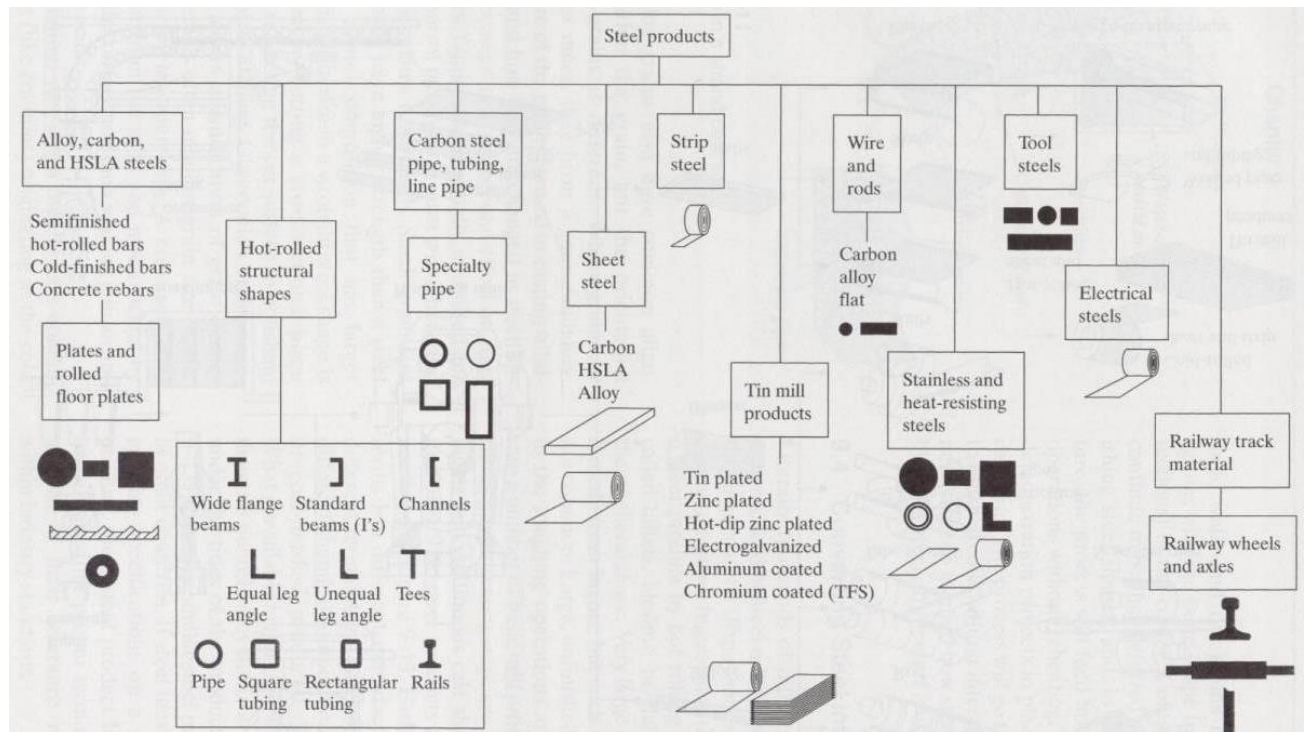 Steel products
Alloy, carbon,
and HSLA steels
Semifinished
hot-rolled bars
Cold-finished bars
Concrete rebars
Plates and
rolled
floor plates
Hot-rolled
structural
shapes
Wide flange
beams
Standard
beams (I's)
Channels
Equal leg
angle
Unequal
leg angle
Tees
Pipe
Square
tubing
Rectangular
tubing
Rails
Carbon steel
pipe, tubing,
line pipe
Specialty
pipe
Sheet
steel
Carbon
HSLA
Alloy
Strip
steel
Tin mill
products
Tin plated
Zinc plated
Hot-dip zinc plated
Electrogalvanized
Aluminum coated
Chromium coated (TFS)
Wire
and
rods
Carbon
alloy
flat
Stainless and
heat-resisting
steels
Tool
steels
Electrical
steels
Railway track
material
Railway wheels
and axles